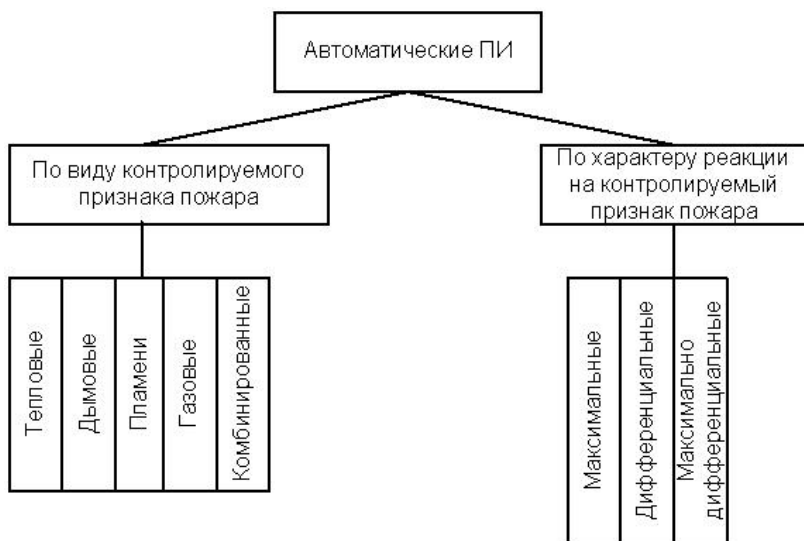 Автоматические ПИ
По виду контролируемого
признака пожара
По характеру реакции
на контролируемый
признак пожара
Тепловые
Дымовые
Пламени
Газовые
Комбинированные
Максимальные
Дифференциальные
Максимально
дифференциальные